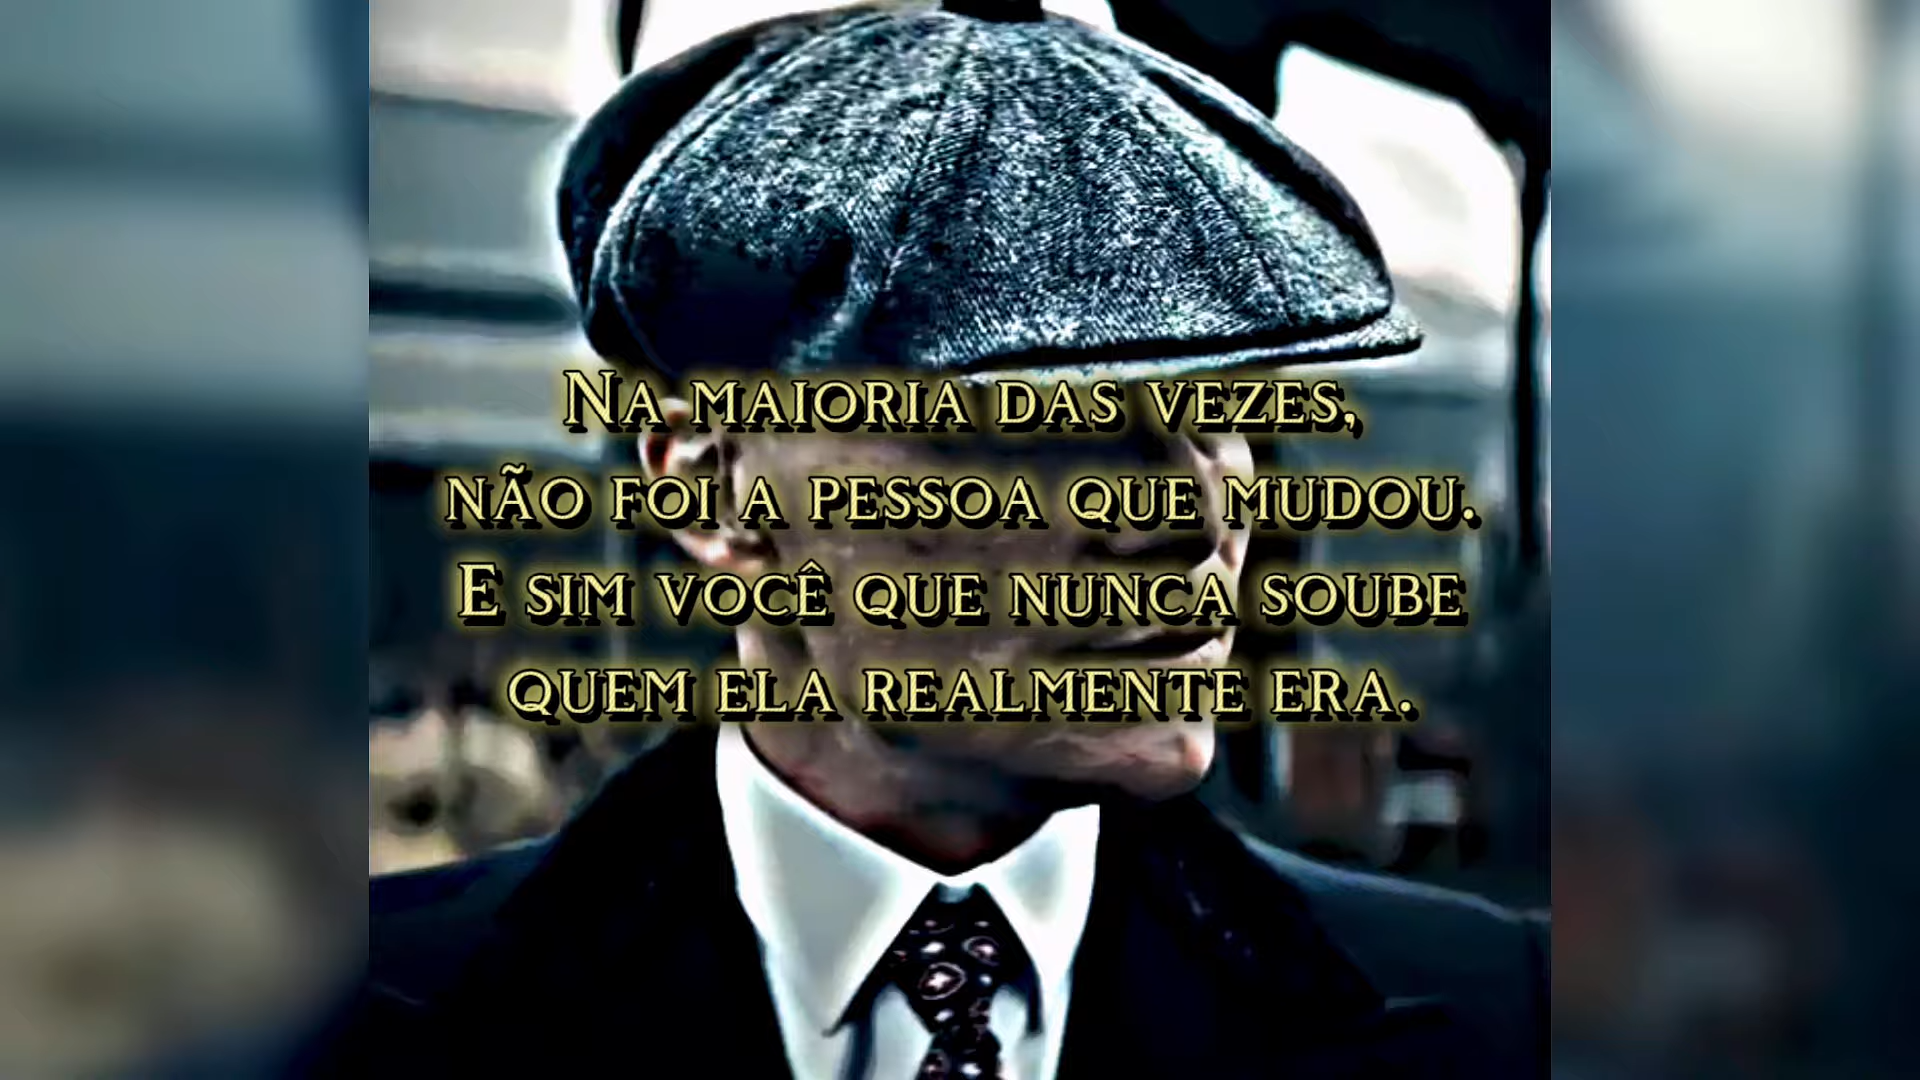 Na maioria das vezes,
não foi a pessoa que mudou.
E sim você que nunca soube
quem ela realmente era.